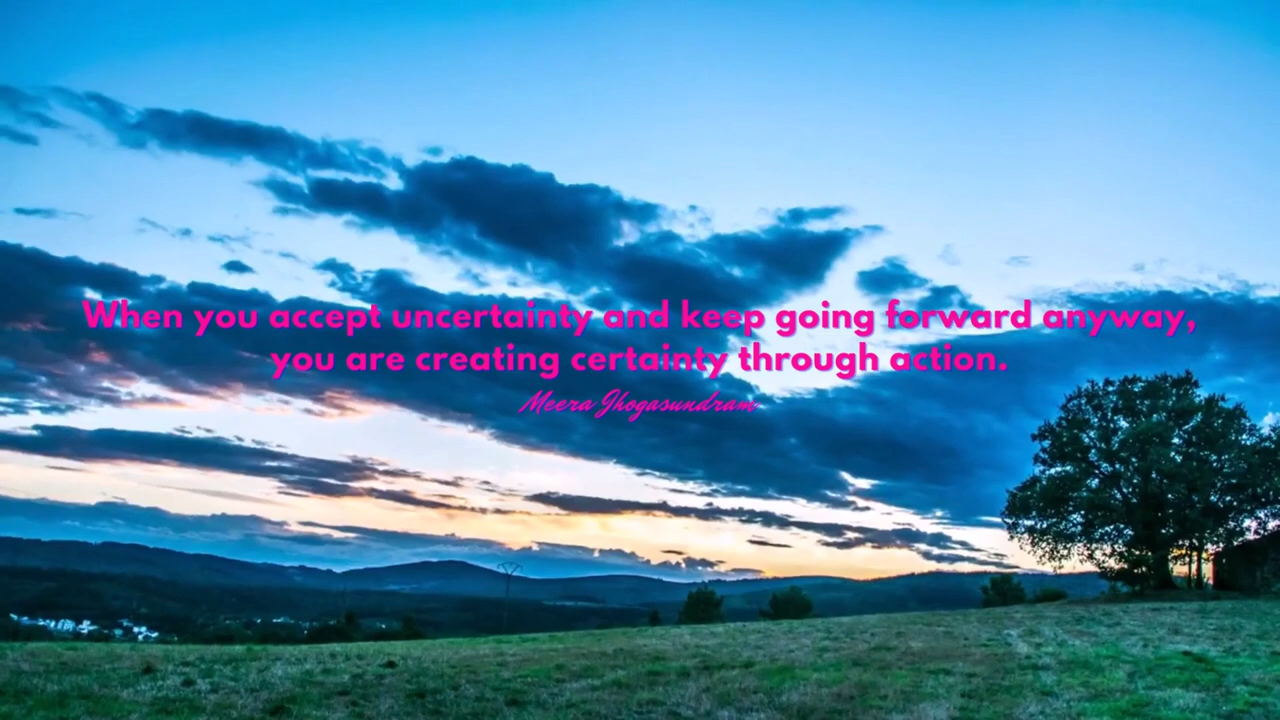 When you accept uncertainty and keep going forward anyway,
you are creating certainty through action.
Meera Jhogasundram